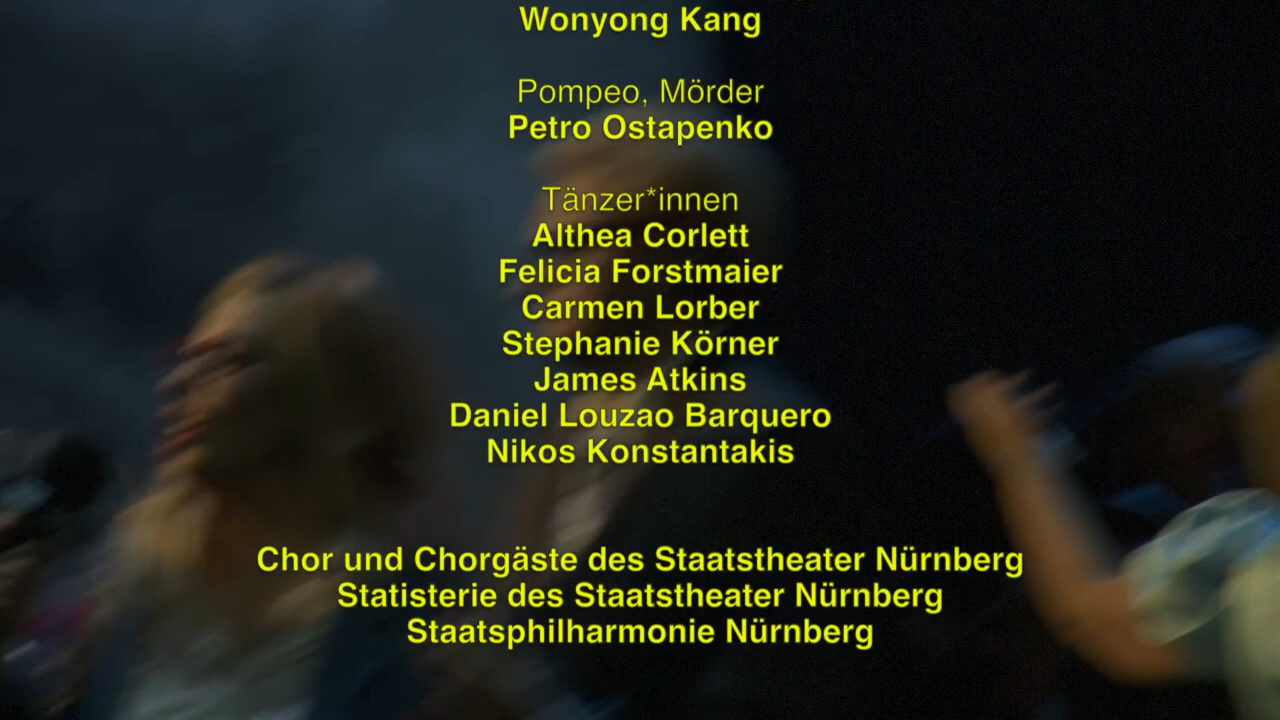 Wonyong Kang
Pompeo, Mörder
Petro Ostapenko
Tänzer*innen
Althea Corlett
Felicia Forstmaier
Carmen Lorber
Stephanie Körner
James Atkins
Daniel Louzao Barquero
Nikos Konstantakis
Chor und Chorgäste des Staatstheater Nürnberg
Statisterie des Staatstheater Nürnberg
Staatsphilharmonie Nürnberg